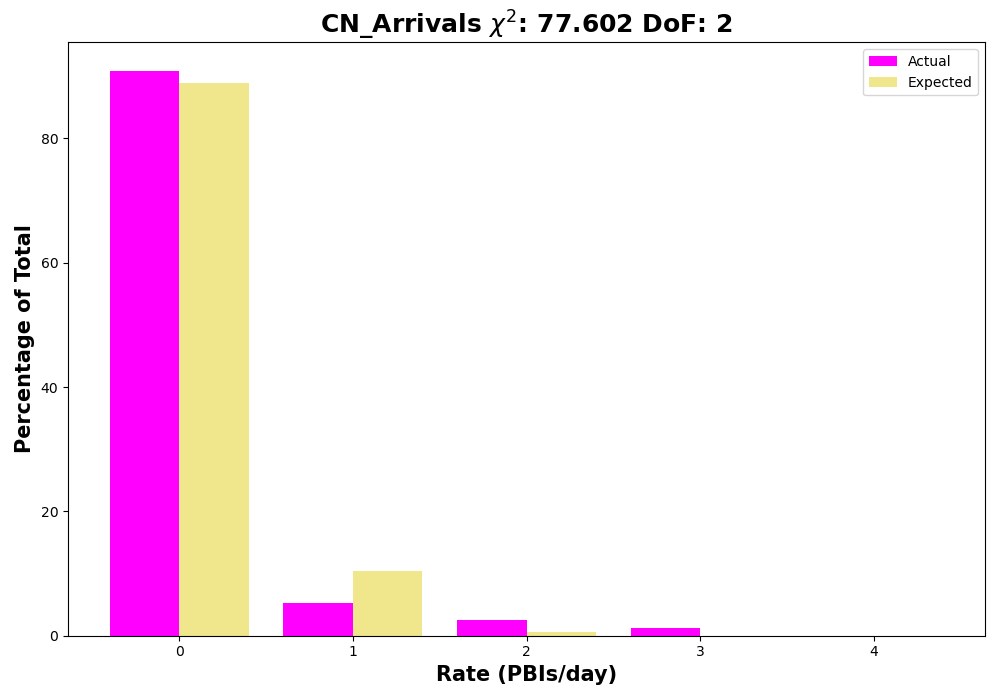 CN_Arrivals χ²: 77.602 DoF: 2
Actual
Expected
Percentage of Total
80
60
40
20
0
0 1 2 3 4
Rate (PBIs/day)